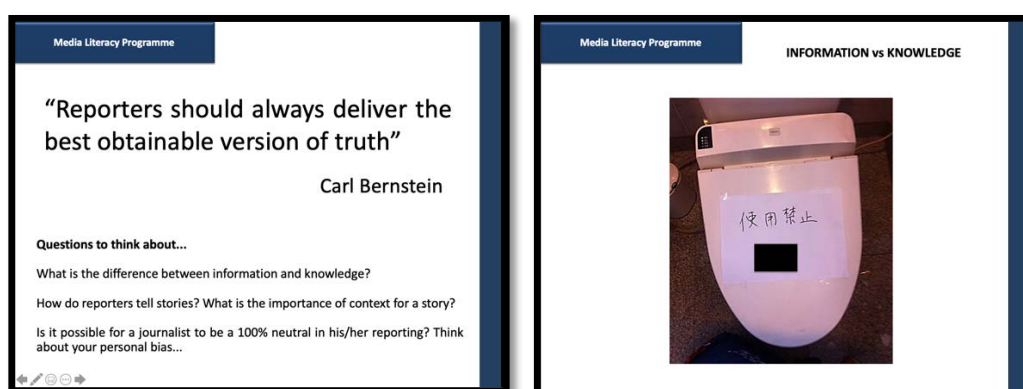 Media Literacy Programme
“Reporters should always deliver the
best obtainable version of truth”
Carl Bernstein
Questions to think about...
What is the difference between information and knowledge?
How do reporters tell stories? What is the importance of context for a story?
Is it possible for a journalist to be a 100% neutral in his/her reporting? Think
about your personal bias...
Media Literacy Programme
INFORMATION vs KNOWLEDGE
使用禁止